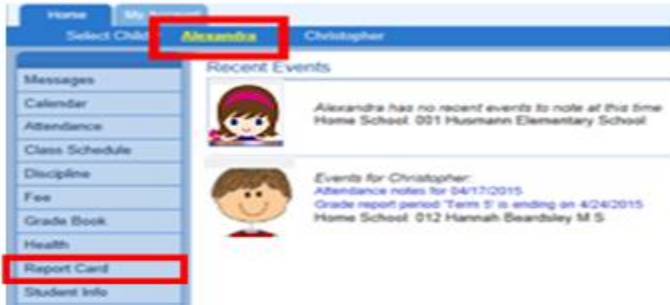 Home My Account
Select Child Alexandra Christopher
Recent Events
Messages
Calendar
Attendance
Class Schedule
Discipline
Fee
Grade Book
Health
Report Card
Student Info
Alexandra has no recent events to note at this time
Home School: 001 Husmann Elementary School
Events for Christopher:
Attendance notes for 04/17/2015
Grade report period 'Term 5' is ending on 4/24/2015
Home School: 012 Hannah Beardsley M S